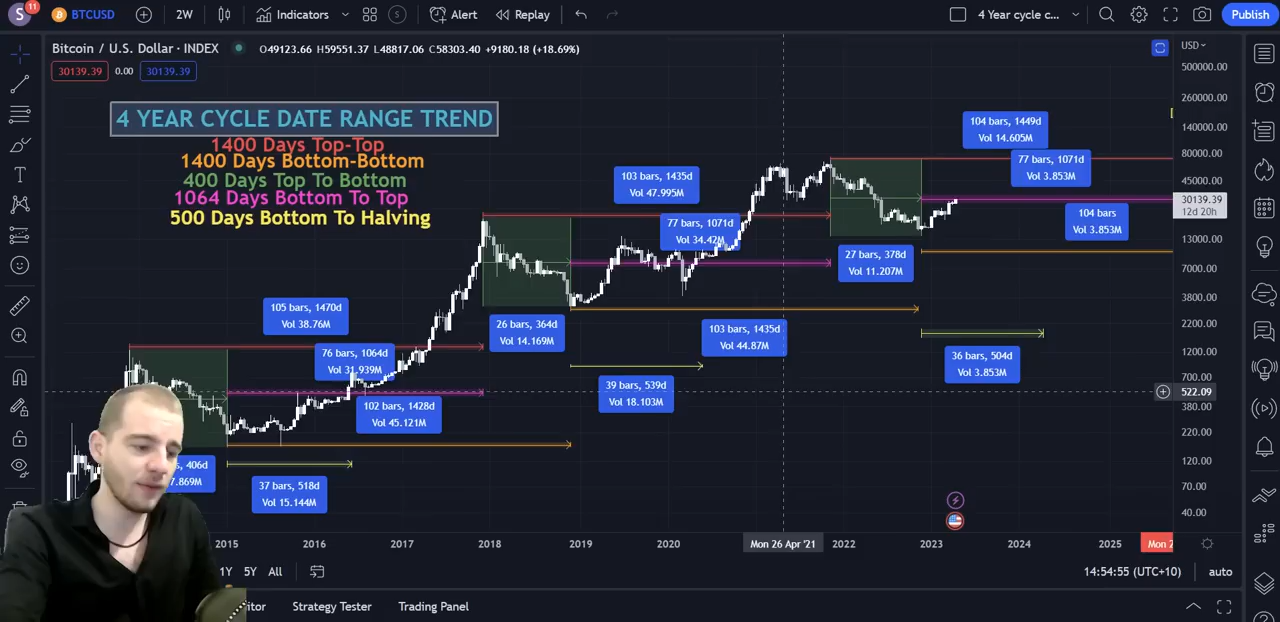 S 11 BTCUSD 2W Indicators Alert Replay 4 Year cycle c... Publish
Bitcoin / U.S. Dollar · INDEX O49123.66 H59551.37 L48817.06 C58303.40 +9180.18 (+18.69%)
USD
30139.39 0.00 30139.39
500000.00
260000.00
140000.00
80000.00
45000.00
30139.39
12d 20h
13000.00
7000.00
3800.00
2200.00
1200.00
700.00
522.09
380.00
220.00
120.00
70.00
40.00
4 YEAR CYCLE DATE RANGE TREND
1400 Days Top-Top
1400 Days Bottom-Bottom
400 Days Top To Bottom
1064 Days Bottom To Top
500 Days Bottom To Halving
104 bars, 1449d
Vol 14.605M
77 bars, 1071d
Vol 3.853M
103 bars, 1435d
Vol 47.995M
77 bars, 1071d
Vol 34.42M
104 bars
Vol 3.853M
27 bars, 378d
Vol 11.207M
105 bars, 1470d
Vol 38.76M
26 bars, 364d
Vol 14.169M
103 bars, 1435d
Vol 44.87M
76 bars, 1064d
Vol 31.939M
36 bars, 504d
Vol 3.853M
39 bars, 539d
Vol 18.103M
102 bars, 1428d
Vol 45.121M
s, 406d
7.869M
37 bars, 518d
Vol 15.144M
2015 2016 2017 2018 2019 2020 Mon 26 Apr '21 2022 2023 2024 2025 Mon 2
1Y 5Y All 14:54:55 (UTC+10) auto
itor Strategy Tester Trading Panel